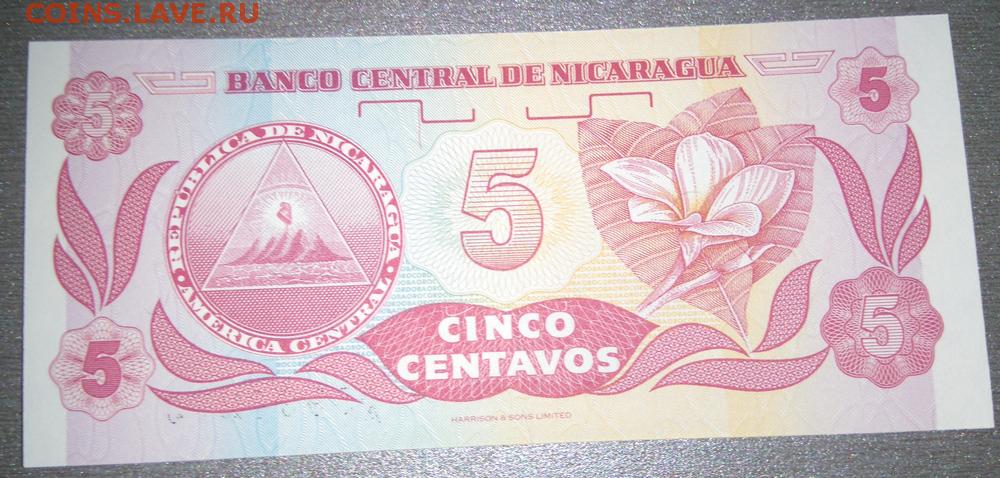 COINS.LAVE.RU
BANCO CENTRAL DE NICARAGUA
5
5
5
REPÚBLICA DE NICARAGUA
AMERICA CENTRAL
CINCO
CENTAVOS
5
5
HARRISON & SONS LIMITED